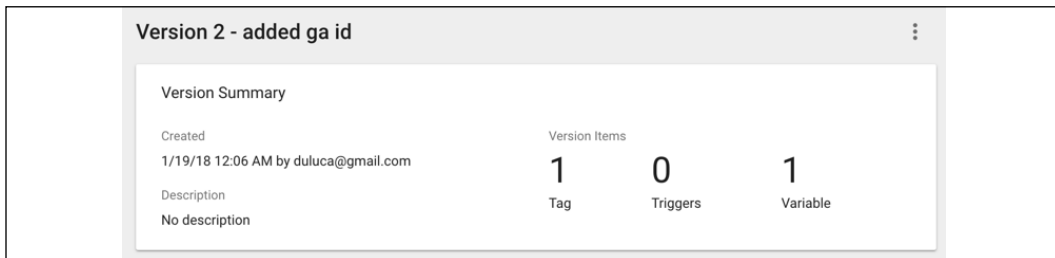 Version 2 - added ga id
Version Summary
Created
1/19/18 12:06 AM by duluca@gmail.com
Description
No description
Version Items
1 0 1
Tag Triggers Variable